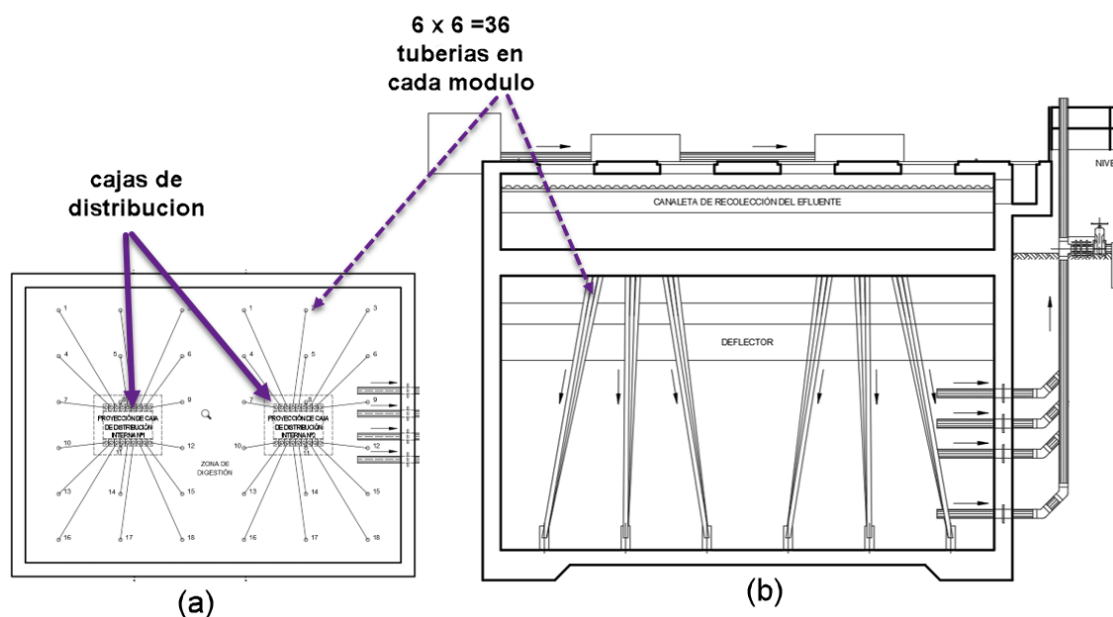 6 x 6 =36
tuberias en
cada modulo
cajas de
distribucion
NIVE
CANALETA DE RECOLECCIÓN DEL EFLUENTE
DEFLECTOR
1
1
3
4
5
6
4
5
6
7
9
7
PROYECCIÓN DE CAJA
DE DISTRIBUCIÓN
INTERNA Nº1
PROYECCIÓN DE CAJA
DE DISTRIBUCIÓN
INTERNA Nº2
10
12
10
12
ZONA DE
DIGESTIÓN
13
14
15
13
14
15
16
17
18
16
17
18
(a)
(b)